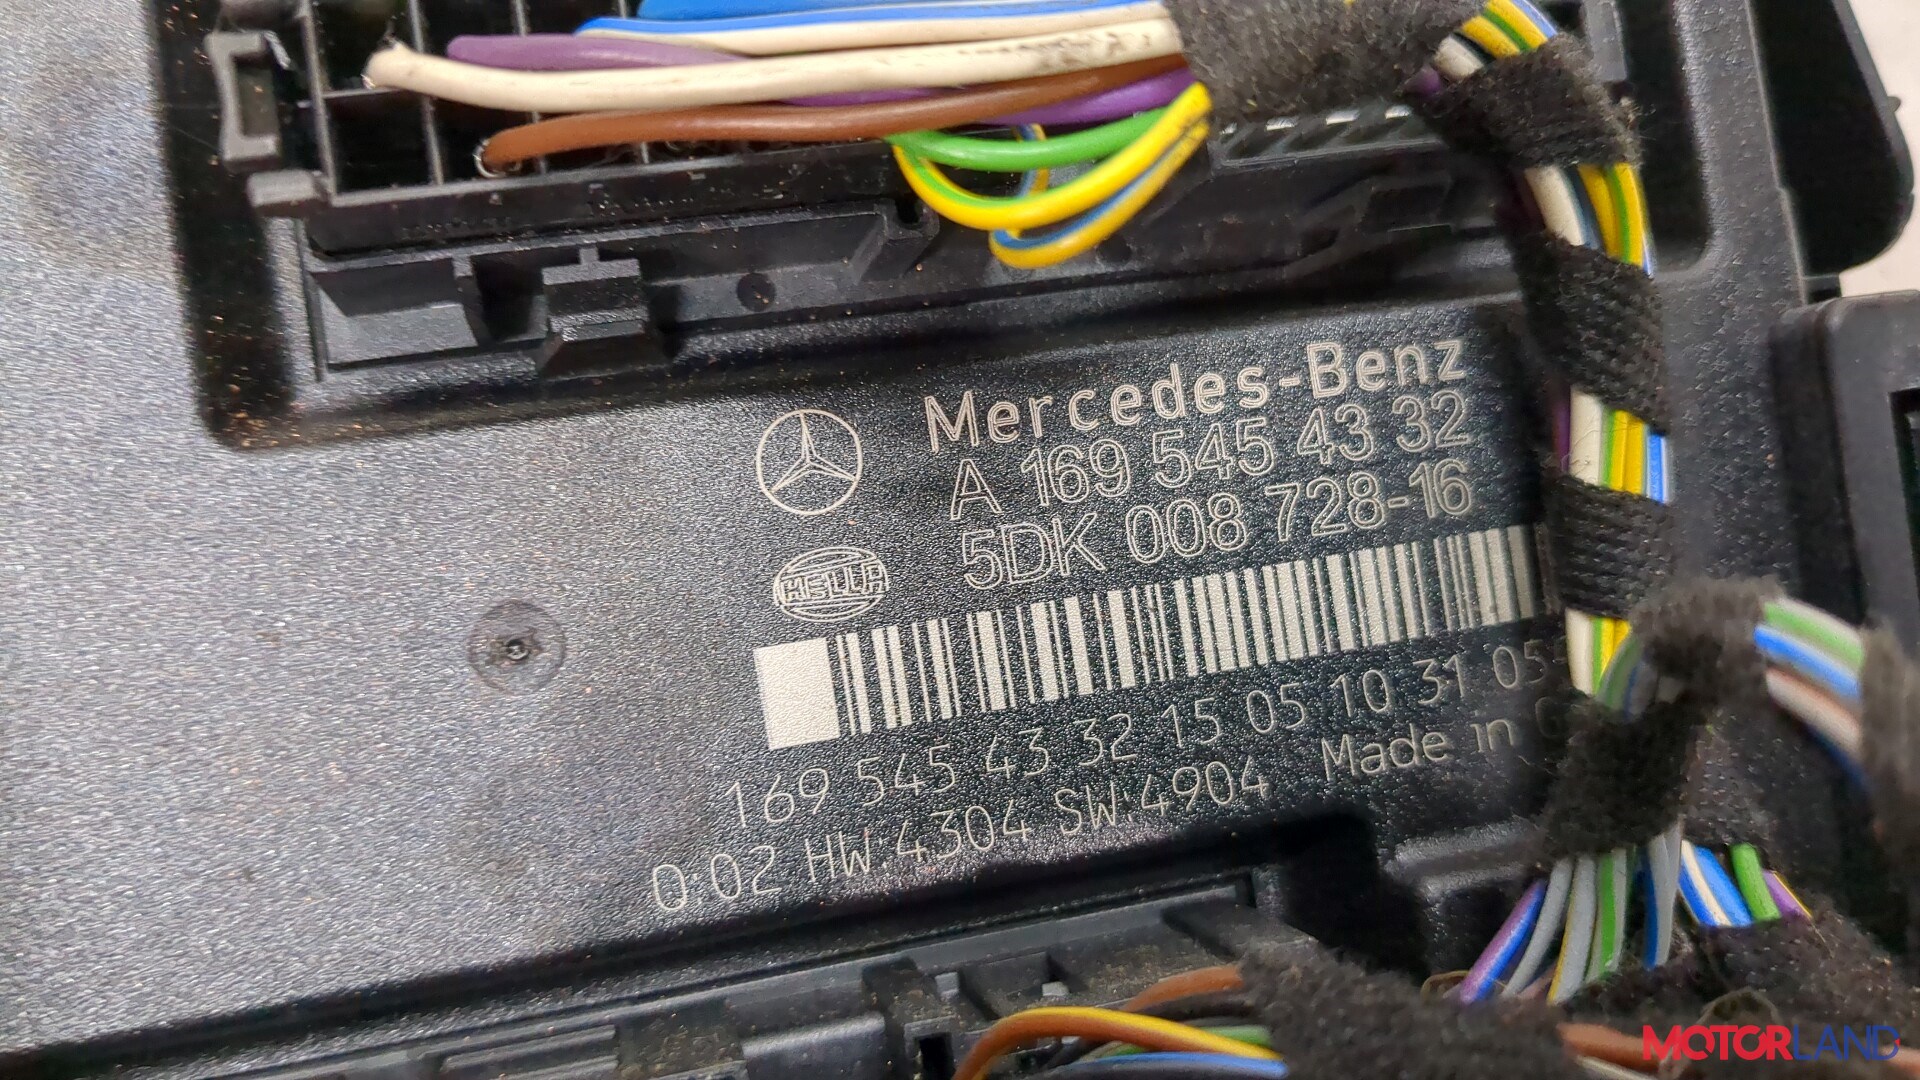 Mercedes-Benz
A 169 545 43 32
5DK 008 728-16
HELLA
169 545 43 32 15 05 10 31 05
Q:02 HW:4304 SW:4904 Made in
MOTORLAND